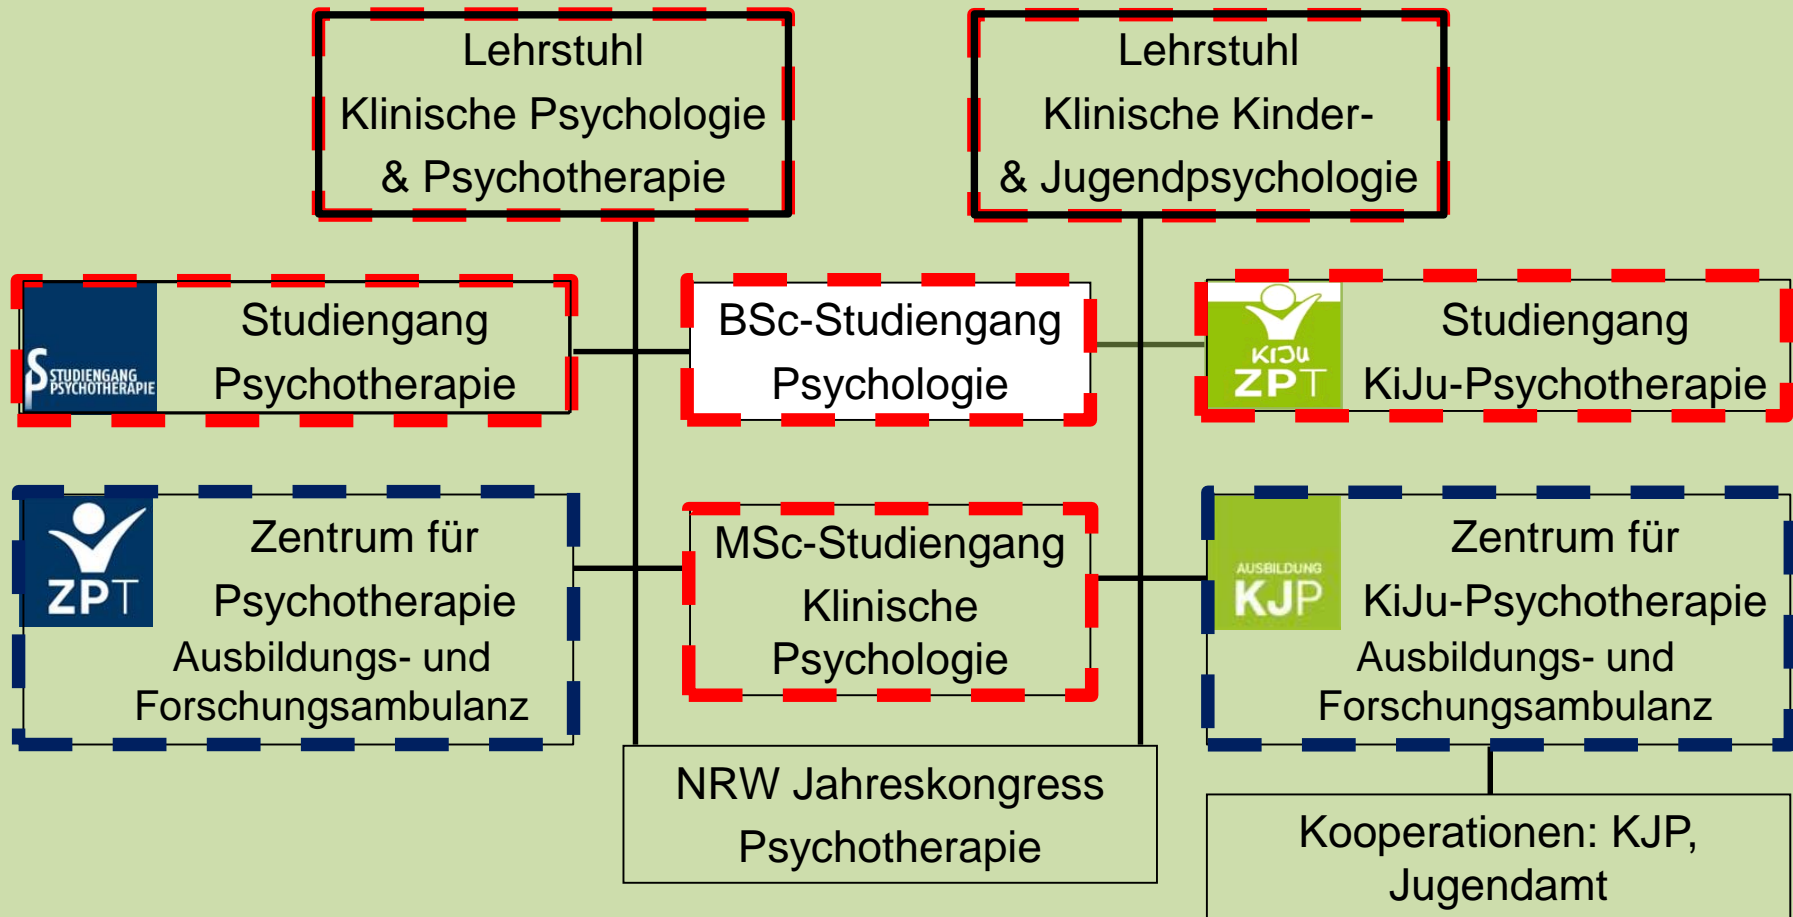 Lehrstuhl
Klinische Psychologie
& Psychotherapie
Lehrstuhl
Klinische Kinder-
& Jugendpsychologie
STUDIENGANG
PSYCHOTHERAPIE
Studiengang
Psychotherapie
BSc-Studiengang
Psychologie
KiJu
ZPT
Studiengang
KiJu-Psychotherapie
ZPT
Zentrum für
Psychotherapie
Ausbildungs- und
Forschungsambulanz
MSc-Studiengang
Klinische
Psychologie
AUSBILDUNG
KJP
Zentrum für
KiJu-Psychotherapie
Ausbildungs- und
Forschungsambulanz
NRW Jahreskongress
Psychotherapie
Kooperationen: KJP,
Jugendamt